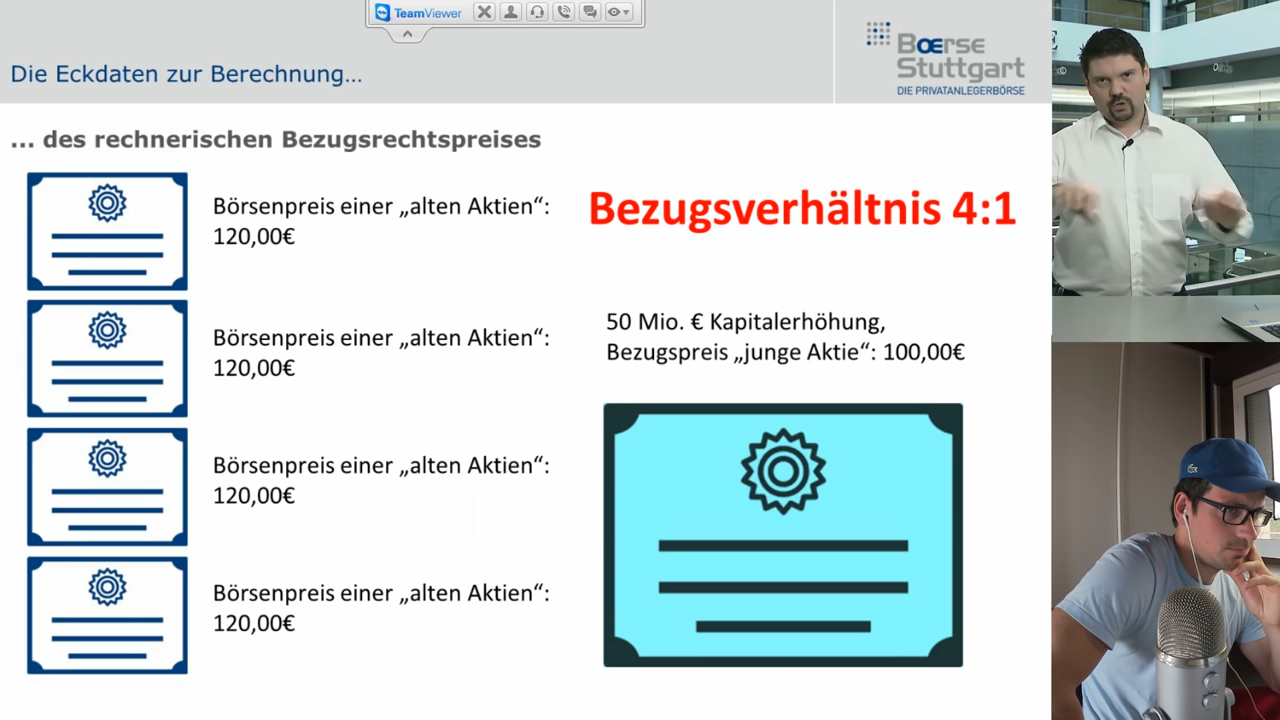 TeamViewer
Die Eckdaten zur Berechnung…
Bœrse
Stuttgart
DIE PRIVATANLEGERBÖRSE
... des rechnerischen Bezugsrechtspreises
Börsenpreis einer „alten Aktien“:
120,00€
Börsenpreis einer „alten Aktien“:
120,00€
Börsenpreis einer „alten Aktien“:
120,00€
Börsenpreis einer „alten Aktien“:
120,00€
Bezugsverhältnis 4:1
50 Mio. € Kapitalerhöhung,
Bezugspreis „junge Aktie“: 100,00€